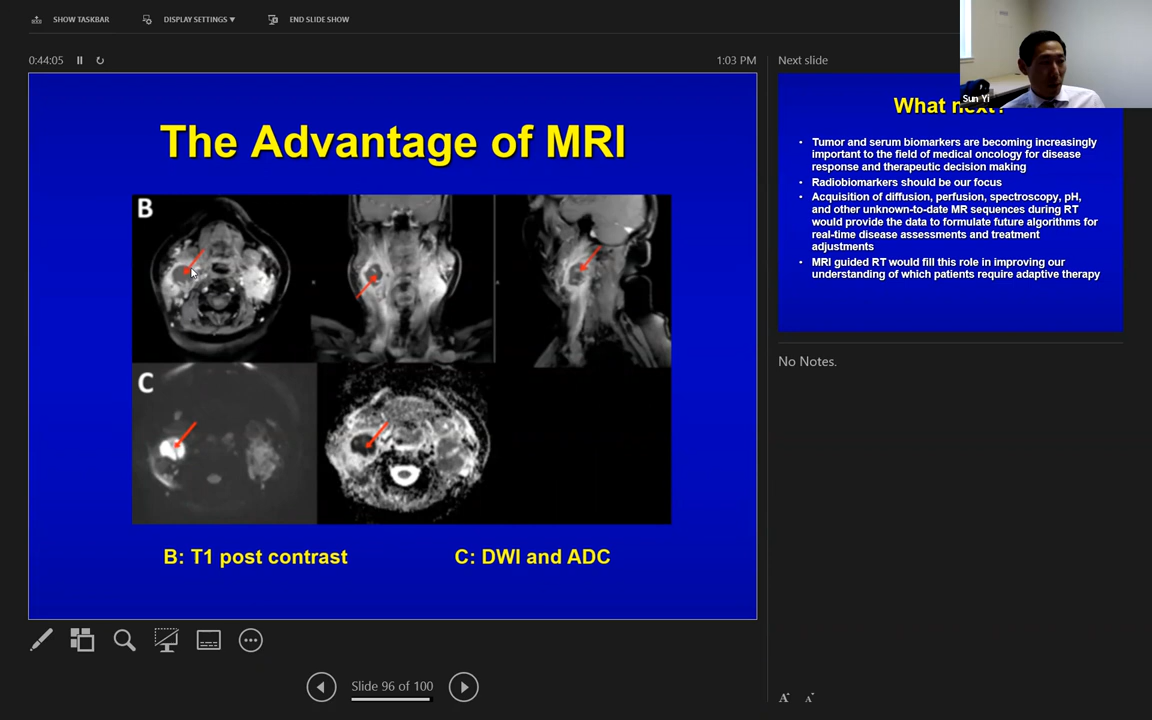 SHOW TASKBAR
DISPLAY SETTINGS ▼
END SLIDE SHOW
0:44:05
1:03 PM
The Advantage of MRI
B
C
B: T1 post contrast
C: DWI and ADC
Slide 96 of 100
Next slide
Sun Yi
What next?
• Tumor and serum biomarkers are becoming increasingly
important to the field of medical oncology for disease
response and therapeutic decision making
• Radiobiomarkers should be our focus
• Acquisition of diffusion, perfusion, spectroscopy, pH,
and other unknown-to-date MR sequences during RT
would provide the data to formulate future algorithms for
real-time disease assessments and treatment
adjustments
• MRI guided RT would fill this role in improving our
understanding of which patients require adaptive therapy
No Notes.
A A